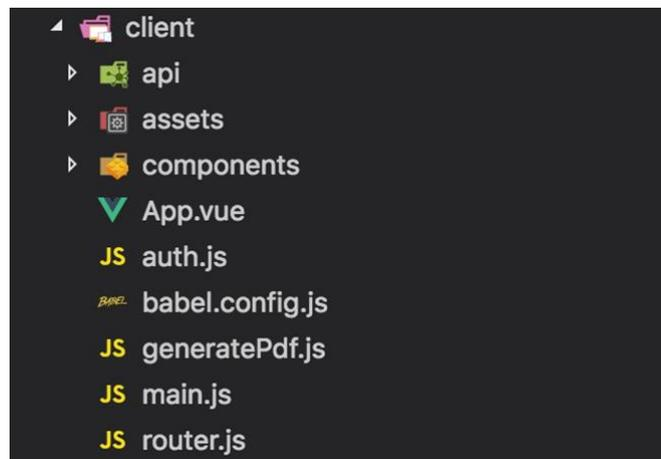 client
api
assets
components
App.vue
JS auth.js
BABEL babel.config.js
JS generatePdf.js
JS main.js
JS router.js